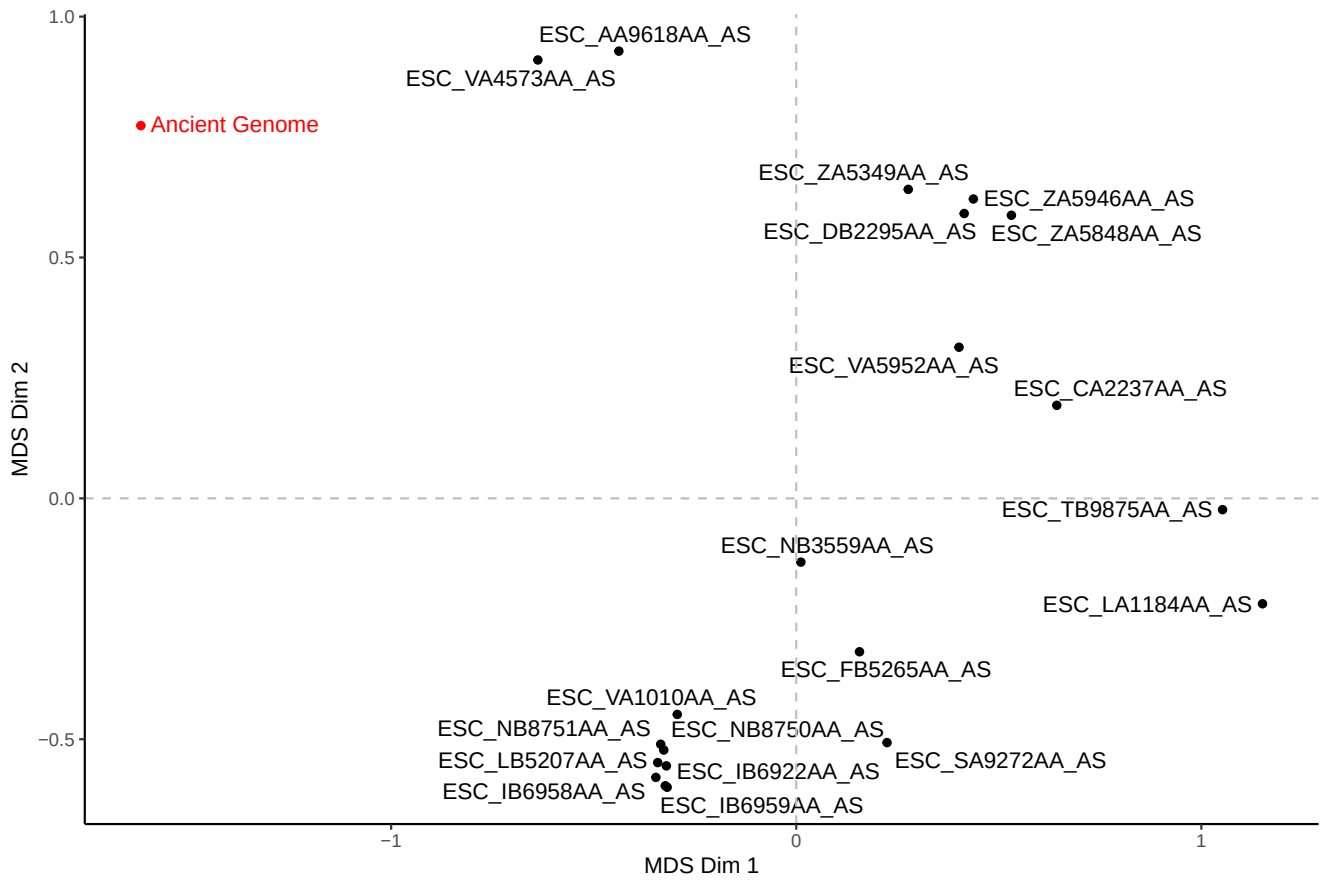 1.0
ESC_AA9618AA_AS
ESC_VA4573AA_AS
Ancient Genome
ESC_ZA5349AA_AS
ESC_ZA5946AA_AS
ESC_DB2295AA_AS
ESC_ZA5848AA_AS
0.5
ESC_VA5952AA_AS
ESC_CA2237AA_AS
MDS Dim 2
0.0
ESC_TB9875AA_AS
ESC_NB3559AA_AS
ESC_LA1184AA_AS
ESC_FB5265AA_AS
ESC_VA1010AA_AS
ESC_NB8751AA_AS
ESC_NB8750AA_AS
−0.5
ESC_LB5207AA_AS
ESC_SA9272AA_AS
ESC_IB6922AA_AS
ESC_IB6958AA_AS
ESC_IB6959AA_AS
−1
0
1
MDS Dim 1